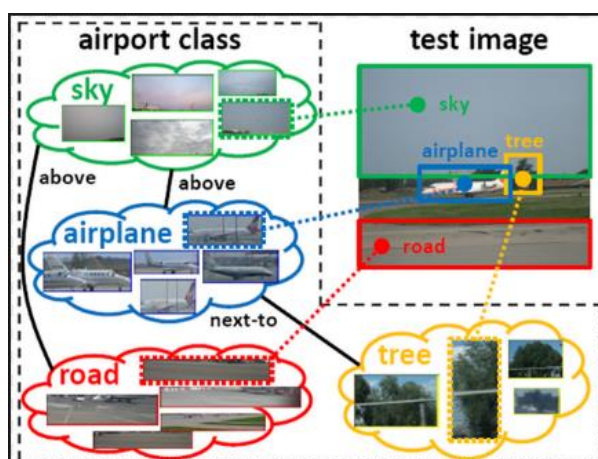 airport class
test image
sky
sky
tree
airplane
above
above
airplane
road
next-to
road
tree